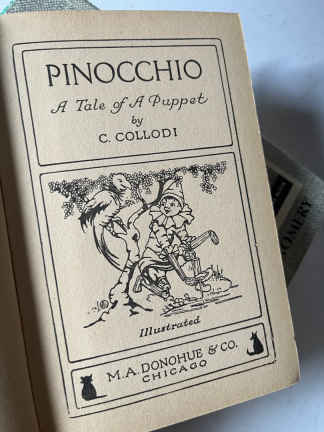 PINOCCHIO
A Tale of A Puppet
by
C. COLLODI
Illustrated
M.A. DONOHUE & CO.
CHICAGO